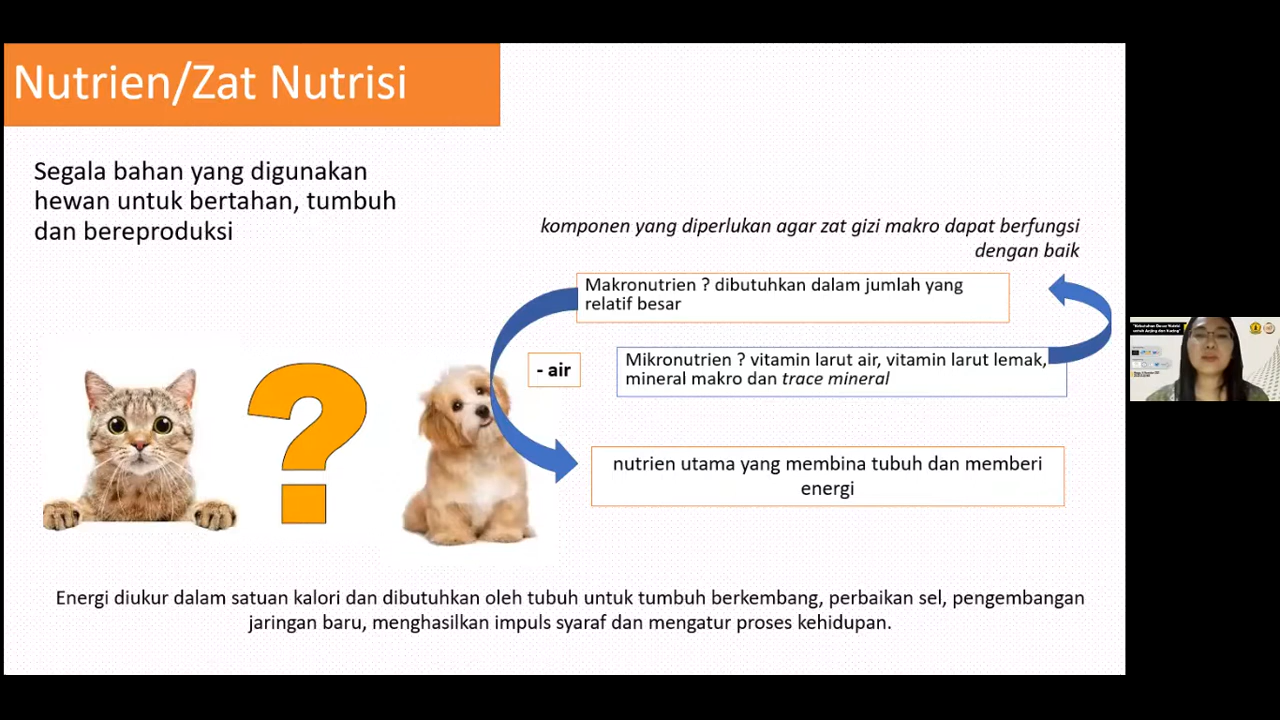 Nutrien/Zat Nutrisi
Segala bahan yang digunakan
hewan untuk bertahan, tumbuh
dan bereproduksi
komponen yang diperlukan agar zat gizi makro dapat berfungsi
dengan baik
Makronutrien ? dibutuhkan dalam jumlah yang
relatif besar
- air
Mikronutrien ? vitamin larut air, vitamin larut lemak,
mineral makro dan trace mineral
nutrien utama yang membina tubuh dan memberi
energi
Energi diukur dalam satuan kalori dan dibutuhkan oleh tubuh untuk tumbuh berkembang, perbaikan sel, pengembangan
jaringan baru, menghasilkan impuls syaraf dan mengatur proses kehidupan.